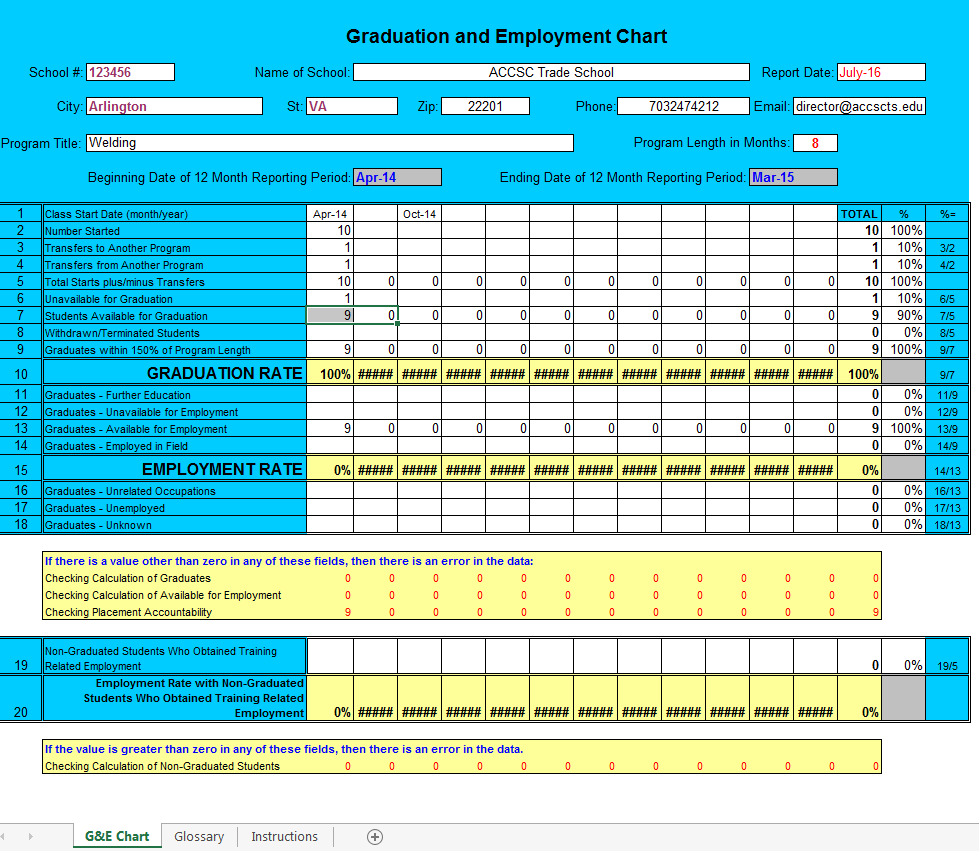 Graduation and Employment Chart
School #: 123456 Name of School: ACCSC Trade School Report Date: July-16
City: Arlington St: VA Zip: 22201 Phone: 7032474212 Email: director@accscts.edu
Program Title: Welding Program Length in Months: 8
Beginning Date of 12 Month Reporting Period: Apr-14 Ending Date of 12 Month Reporting Period: Mar-15
1 Class Start Date (month/year) Apr-14 Oct-14 TOTAL % %=
2 Number Started 10 10 100%
3 Transfers to Another Program 1 1 10% 3/2
4 Transfers from Another Program 1 1 10% 4/2
5 Total Starts plus/minus Transfers 10 0 0 0 0 0 0 0 0 0 0 0 10 100%
6 Unavailable for Graduation 1 1 10% 6/5
7 Students Available for Graduation 9 0 0 0 0 0 0 0 0 0 0 0 9 90% 7/5
8 Withdrawn/Terminated Students 0 0% 8/5
9 Graduates within 150% of Program Length 9 0 0 0 0 0 0 0 0 0 0 0 9 100% 9/7
10 GRADUATION RATE 100% ##### ##### ##### ##### ##### ##### ##### ##### ##### ##### ##### 100% 9/7
11 Graduates - Further Education 0 0% 11/9
12 Graduates - Unavailable for Employment 0 0% 12/9
13 Graduates - Available for Employment 9 0 0 0 0 0 0 0 0 0 0 0 9 100% 13/9
14 Graduates - Employed in Field 0 0% 14/9
15 EMPLOYMENT RATE 0% ##### ##### ##### ##### ##### ##### ##### ##### ##### ##### ##### 0% 14/13
16 Graduates - Unrelated Occupations 0 0% 16/13
17 Graduates - Unemployed 0 0% 17/13
18 Graduates - Unknown 0 0% 18/13
If there is a value other than zero in any of these fields, then there is an error in the data:
Checking Calculation of Graduates 0 0 0 0 0 0 0 0 0 0 0 0 0
Checking Calculation of Available for Employment 0 0 0 0 0 0 0 0 0 0 0 0 0
Checking Placement Accountability 9 0 0 0 0 0 0 0 0 0 0 0 9
Non-Graduated Students Who Obtained Training
19 Related Employment 0 0% 19/5
Employment Rate with Non-Graduated
Students Who Obtained Training Related
20 Employment 0% ##### ##### ##### ##### ##### ##### ##### ##### ##### ##### ##### 0%
If the value is greater than zero in any of these fields, then there is an error in the data.
Checking Calculation of Non-Graduated Students 0 0 0 0 0 0 0 0 0 0 0 0 0
G&E Chart Glossary Instructions